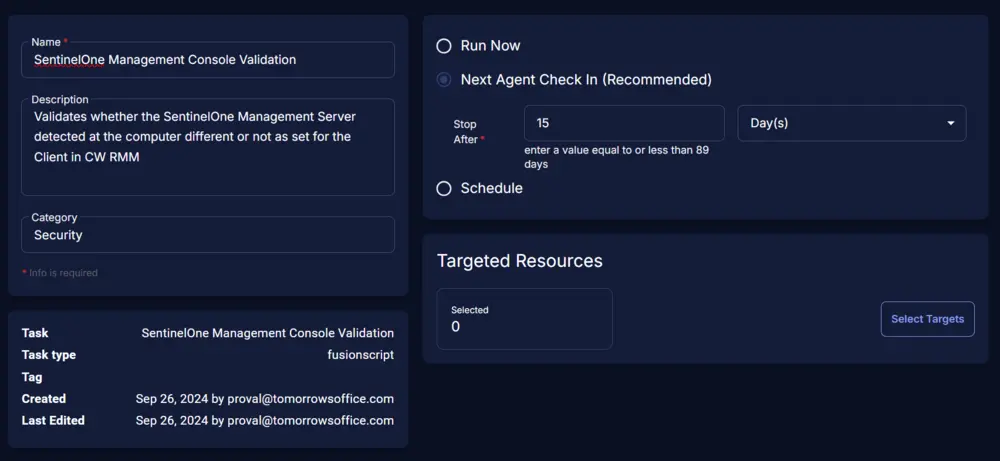 Name *
SentinelOne Management Console Validation
Description
Validates whether the SentinelOne Management Server
detected at the computer different or not as set for the
Client in CW RMM
Category
Security
* Info is required
Task SentinelOne Management Console Validation
Task type fusionscript
Tag
Created Sep 26, 2024 by proval@tomorrowsoffice.com
Last Edited Sep 26, 2024 by proval@tomorrowsoffice.com
Run Now
Next Agent Check In (Recommended)
Stop
After *
15
Day(s)
enter a value equal to or less than 89
days
Schedule
Targeted Resources
Selected
0
Select Targets